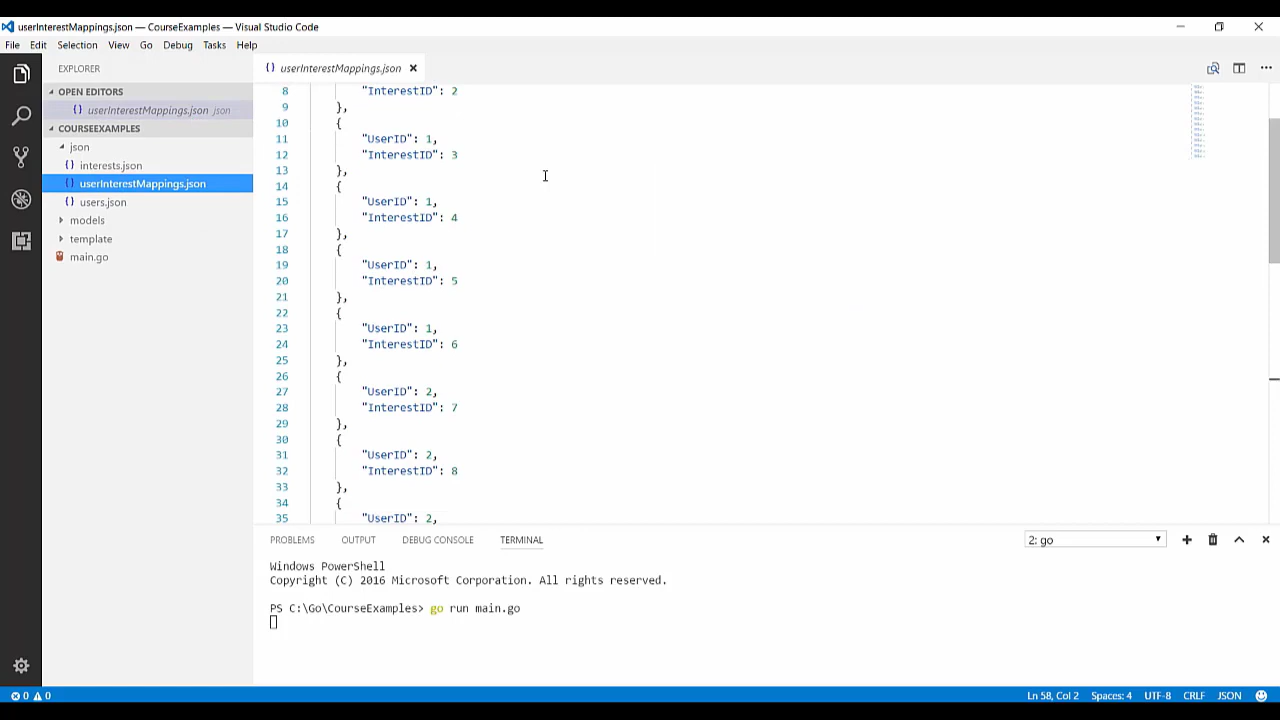 userInterestMappings.json — CourseExamples — Visual Studio Code
File Edit Selection View Go Debug Tasks Help
EXPLORER
OPEN EDITORS
userInterestMappings.json json
COURSEEXAMPLES
json
interests.json
userInterestMappings.json
users.json
models
template
main.go
userInterestMappings.json
8 "InterestID": 2
9 },
10 {
11 "UserID": 1,
12 "InterestID": 3
13 },
14 {
15 "UserID": 1,
16 "InterestID": 4
17 },
18 {
19 "UserID": 1,
20 "InterestID": 5
21 },
22 {
23 "UserID": 1,
24 "InterestID": 6
25 },
26 {
27 "UserID": 2,
28 "InterestID": 7
29 },
30 {
31 "UserID": 2,
32 "InterestID": 8
33 },
34 {
35 "UserID": 2,
PROBLEMS OUTPUT DEBUG CONSOLE TERMINAL 2: go
Windows PowerShell
Copyright (C) 2016 Microsoft Corporation. All rights reserved.
PS C:\Go\CourseExamples> go run main.go
0 0 Ln 58, Col 2 Spaces: 4 UTF-8 CRLF JSON